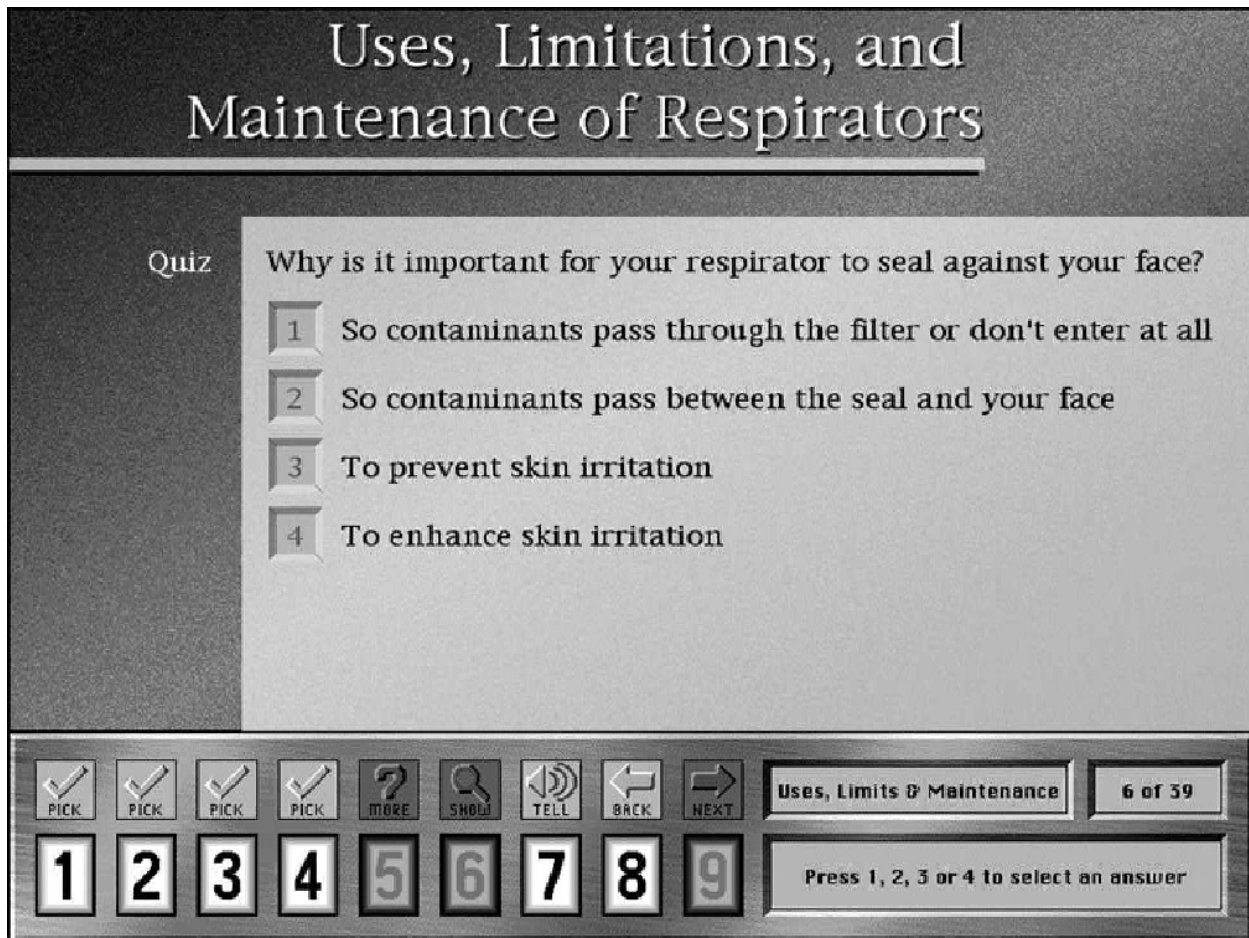 Uses, Limitations, and
Maintenance of Respirators
Quiz
Why is it important for your respirator to seal against your face?
1 So contaminants pass through the filter or don't enter at all
2 So contaminants pass between the seal and your face
3 To prevent skin irritation
4 To enhance skin irritation
PICK PICK PICK PICK MORE SHOW TELL BACK NEXT
Uses, Limits & Maintenance
6 of 39
1 2 3 4 5 6 7 8 9
Press 1, 2, 3 or 4 to select an answer